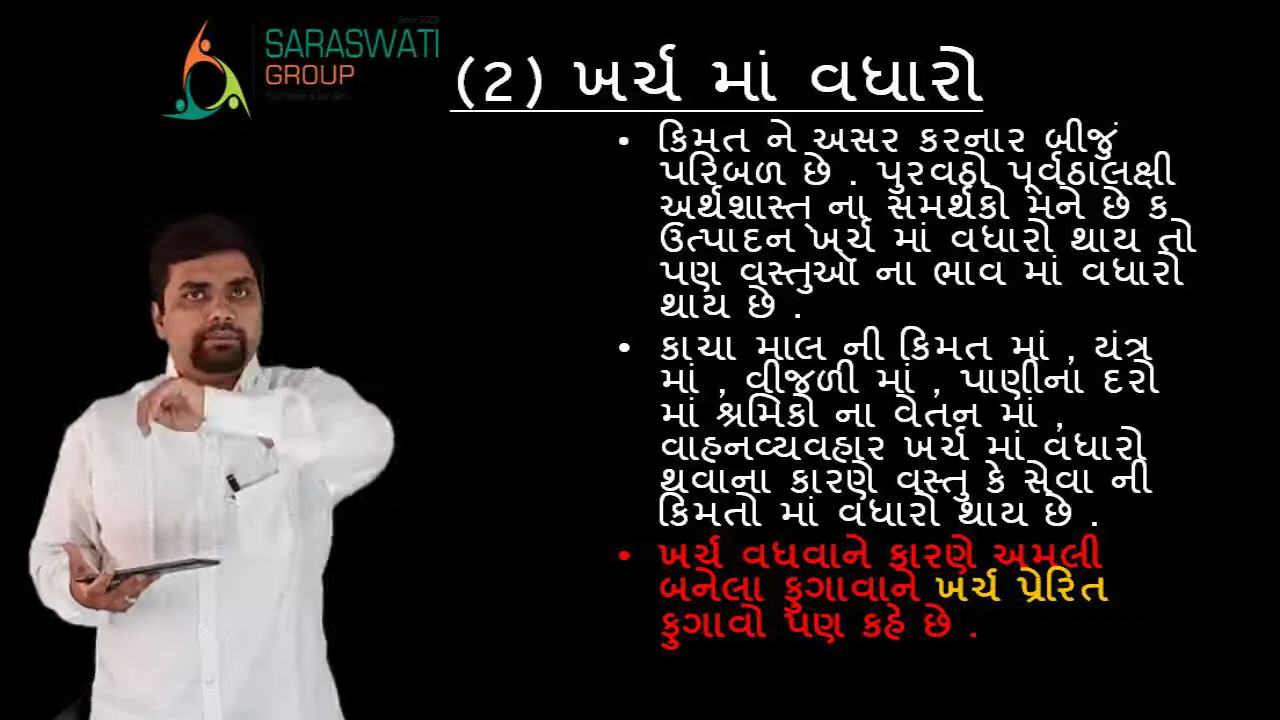 SARASWATI
GROUP
(2) ખર્ચ માં વધારો
• કિંમત ને અસર કરનાર બીજું
પરિબળ છે . પુરવઠો પૂર્વઠાલક્ષી
અર્થશાસ્ત્ ના સમર્થકો મને છે કે
ઉત્પાદન ખર્ચ માં વધારો થાય તો
પણ વસ્તુઓ ના ભાવ માં વધારો
થાય છે .
• કાચા માલ ની કિંમત માં , યંત્ર
માં , વીજળી માં , પાણીના દરો
માં શ્રમિકો ના વેતન માં ,
વાહનવ્યવહાર ખર્ચ માં વધારો
થવાના કારણે વસ્તુ કે સેવા ની
કિંમતો માં વધારો થાય છે .
• ખર્ચ વધવાને કારણે અમલી
બનેલા ફુગાવાને ખર્ચ પ્રેરિત
ફુગાવો પણ કહે છે .